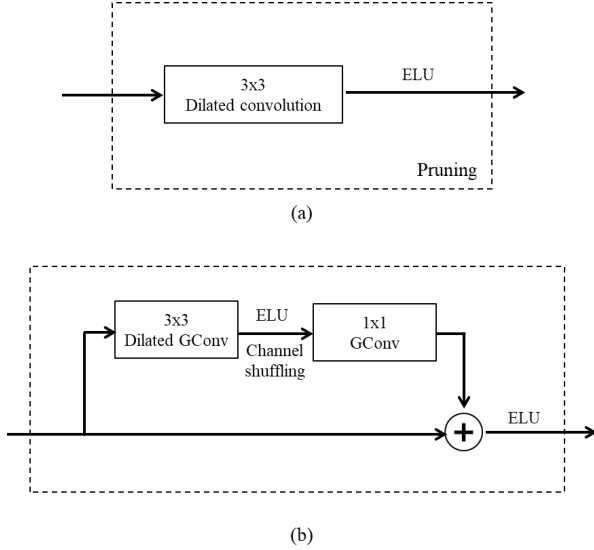 3x3
Dilated convolution
ELU
Pruning
(a)
3x3
Dilated GConv
ELU
Channel
shuffling
1x1
GConv
+
ELU
(b)